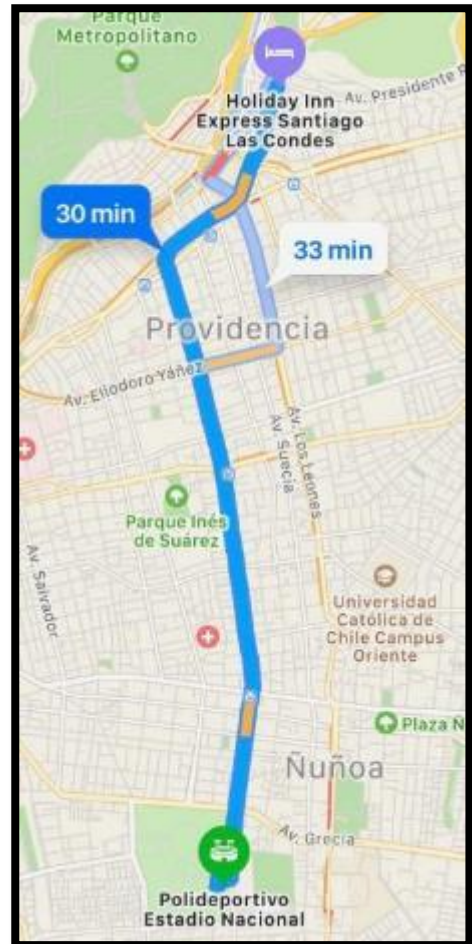 Parque
Metropolitano
Holiday Inn
Express Santiago
Las Condes
Av. Presidente R
30 min
33 min
Providencia
Av. Eliodoro Yáñez
Av. Los Leones
Av. Suecia
Parque Inés
de Suárez
Av. Salvador
Universidad
Católica de
Chile Campus
Oriente
Plaza N
Ñuñoa
Av. Grecia
Polideportivo
Estadio Nacional